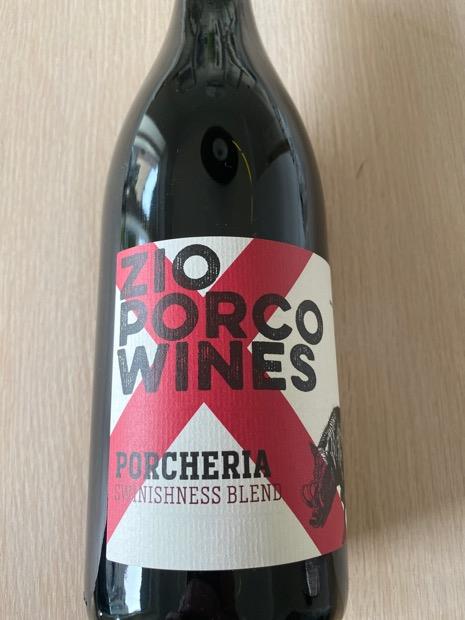 ZIO
PORCO
WINES
PORCHERIA
SWINISHNESS BLEND